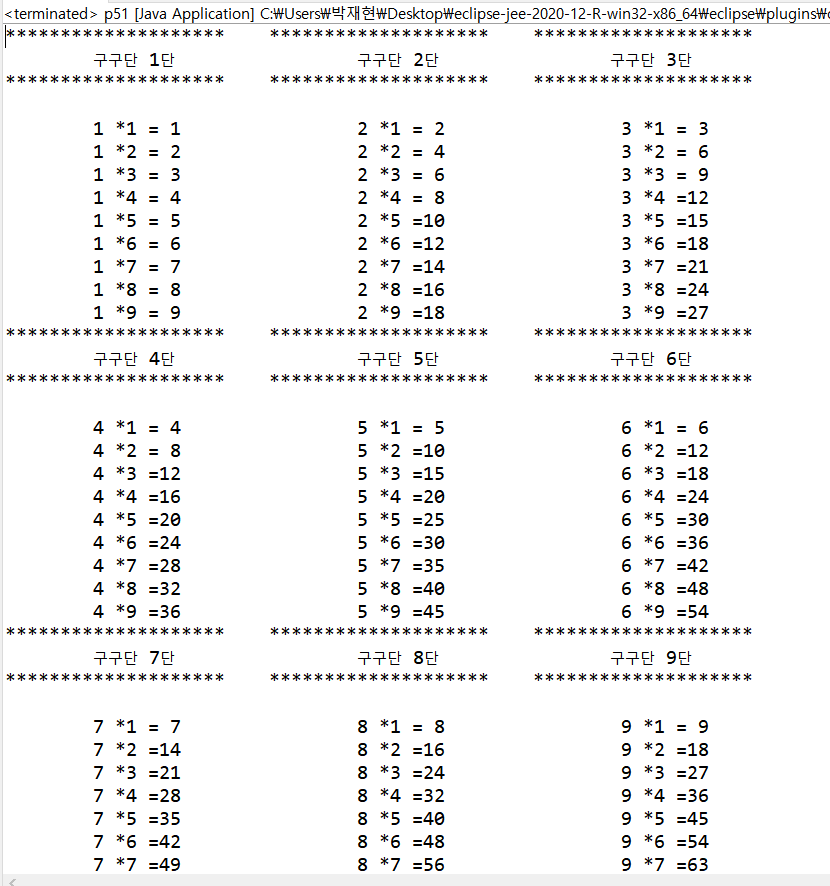 <terminated> p51 [Java Application] C:₩Users₩박재현₩Desktop₩eclipse-jee-2020-12-R-win32-x86_64₩eclipse₩plugins₩
******************** ******************** ********************
구구단 1단 구구단 2단 구구단 3단
******************** ******************** ********************
1 *1 = 1 2 *1 = 2 3 *1 = 3
1 *2 = 2 2 *2 = 4 3 *2 = 6
1 *3 = 3 2 *3 = 6 3 *3 = 9
1 *4 = 4 2 *4 = 8 3 *4 =12
1 *5 = 5 2 *5 =10 3 *5 =15
1 *6 = 6 2 *6 =12 3 *6 =18
1 *7 = 7 2 *7 =14 3 *7 =21
1 *8 = 8 2 *8 =16 3 *8 =24
1 *9 = 9 2 *9 =18 3 *9 =27
******************** ******************** ********************
구구단 4단 구구단 5단 구구단 6단
******************** ******************** ********************
4 *1 = 4 5 *1 = 5 6 *1 = 6
4 *2 = 8 5 *2 =10 6 *2 =12
4 *3 =12 5 *3 =15 6 *3 =18
4 *4 =16 5 *4 =20 6 *4 =24
4 *5 =20 5 *5 =25 6 *5 =30
4 *6 =24 5 *6 =30 6 *6 =36
4 *7 =28 5 *7 =35 6 *7 =42
4 *8 =32 5 *8 =40 6 *8 =48
4 *9 =36 5 *9 =45 6 *9 =54
******************** ******************** ********************
구구단 7단 구구단 8단 구구단 9단
******************** ******************** ********************
7 *1 = 7 8 *1 = 8 9 *1 = 9
7 *2 =14 8 *2 =16 9 *2 =18
7 *3 =21 8 *3 =24 9 *3 =27
7 *4 =28 8 *4 =32 9 *4 =36
7 *5 =35 8 *5 =40 9 *5 =45
7 *6 =42 8 *6 =48 9 *6 =54
7 *7 =49 8 *7 =56 9 *7 =63